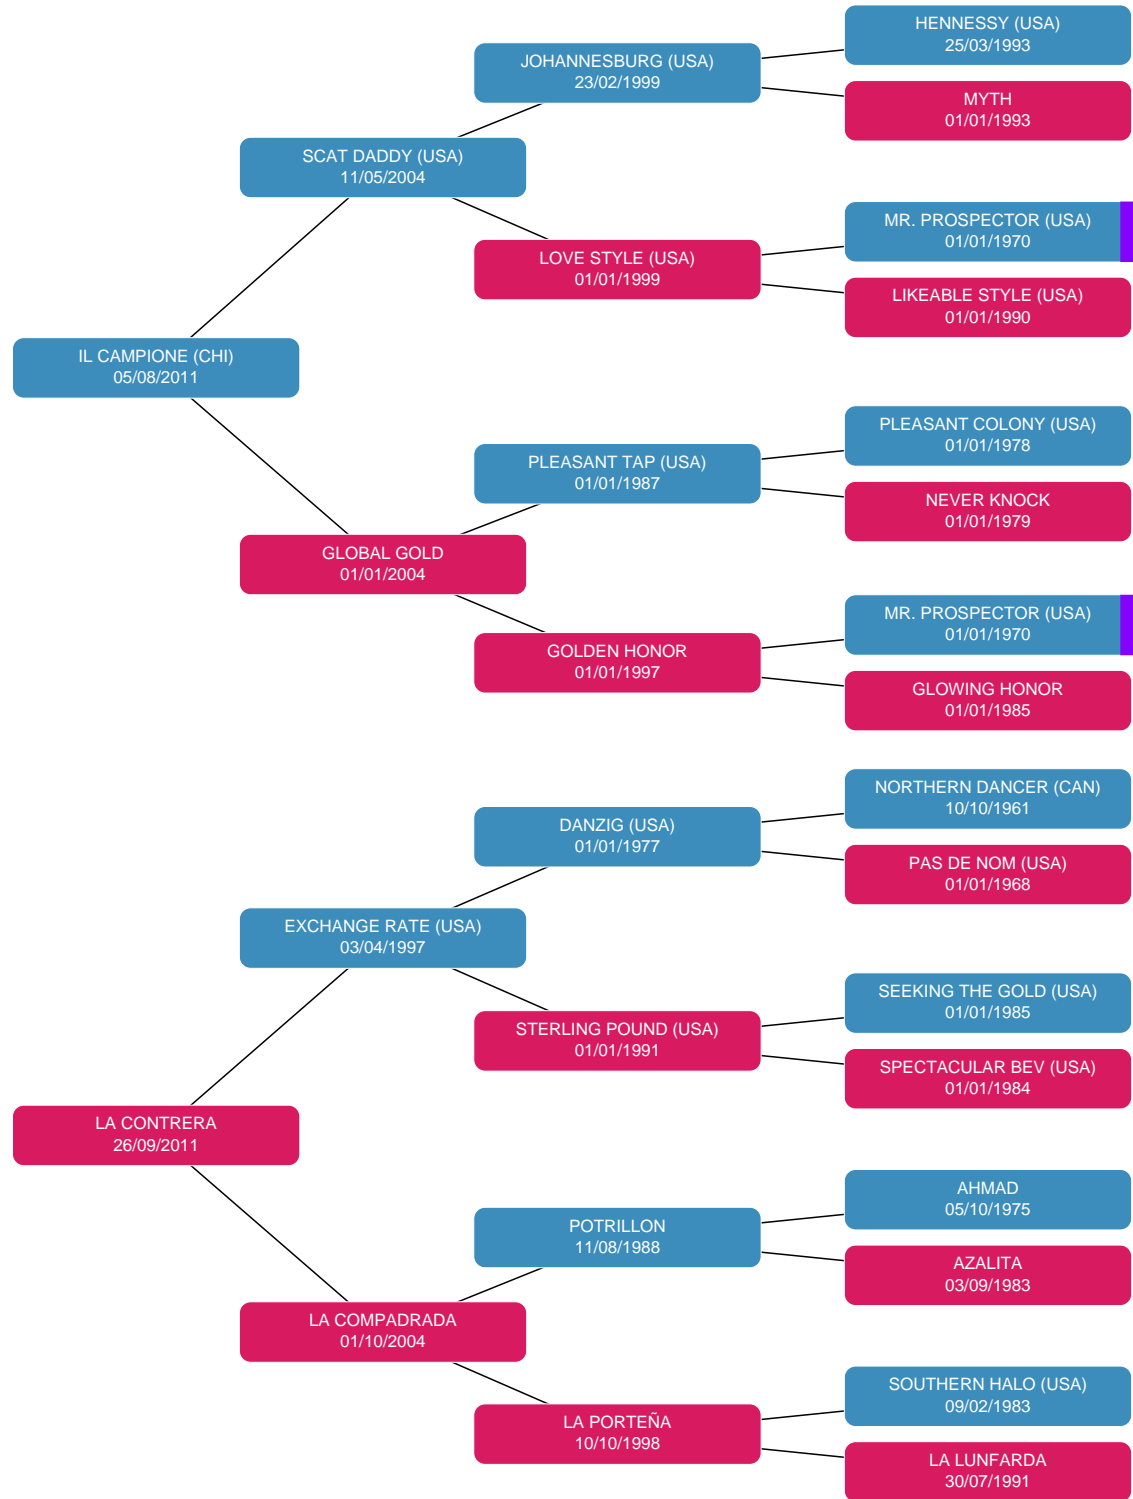 HENNESSY (USA)
25/03/1993
JOHANNESBURG (USA)
23/02/1999
MYTH
01/01/1993
SCAT DADDY (USA)
11/05/2004
MR. PROSPECTOR (USA)
01/01/1970
LOVE STYLE (USA)
01/01/1999
LIKEABLE STYLE (USA)
01/01/1990
IL CAMPIONE (CHI)
05/08/2011
PLEASANT COLONY (USA)
01/01/1978
PLEASANT TAP (USA)
01/01/1987
NEVER KNOCK
01/01/1979
GLOBAL GOLD
01/01/2004
MR. PROSPECTOR (USA)
01/01/1970
GOLDEN HONOR
01/01/1997
GLOWING HONOR
01/01/1985
NORTHERN DANCER (CAN)
10/10/1961
DANZIG (USA)
01/01/1977
PAS DE NOM (USA)
01/01/1968
EXCHANGE RATE (USA)
03/04/1997
SEEKING THE GOLD (USA)
01/01/1985
STERLING POUND (USA)
01/01/1991
SPECTACULAR BEV (USA)
01/01/1984
LA CONTRERA
26/09/2011
AHMAD
05/10/1975
POTRILLON
11/08/1988
AZALITA
03/09/1983
LA COMPADRADA
01/10/2004
SOUTHERN HALO (USA)
09/02/1983
LA PORTEÑA
10/10/1998
LA LUNFARDA
30/07/1991